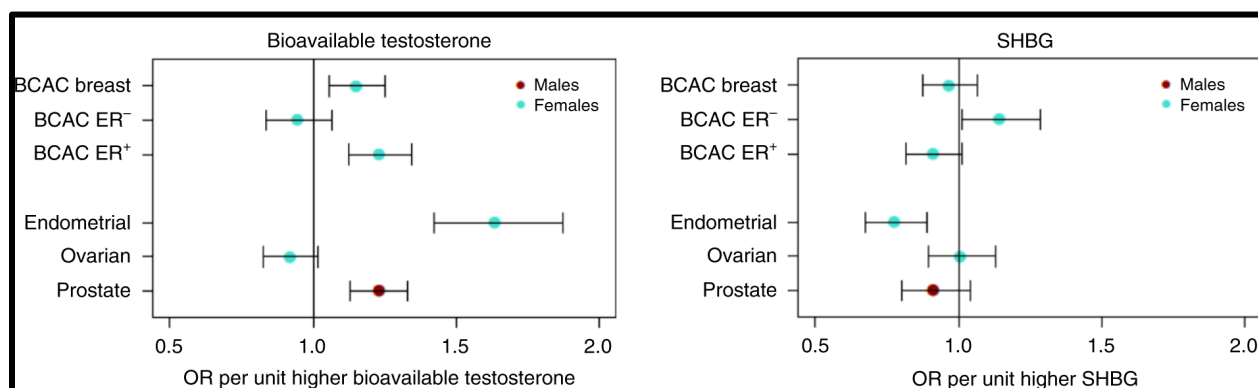 Bioavailable testosterone
BCAC breast
BCAC ER⁻
BCAC ER⁺
Endometrial
Ovarian
Prostate
Males
Females
0.5 1.0 1.5 2.0
OR per unit higher bioavailable testosterone
SHBG
BCAC breast
BCAC ER⁻
BCAC ER⁺
Endometrial
Ovarian
Prostate
Males
Females
0.5 1.0 1.5 2.0
OR per unit higher SHBG